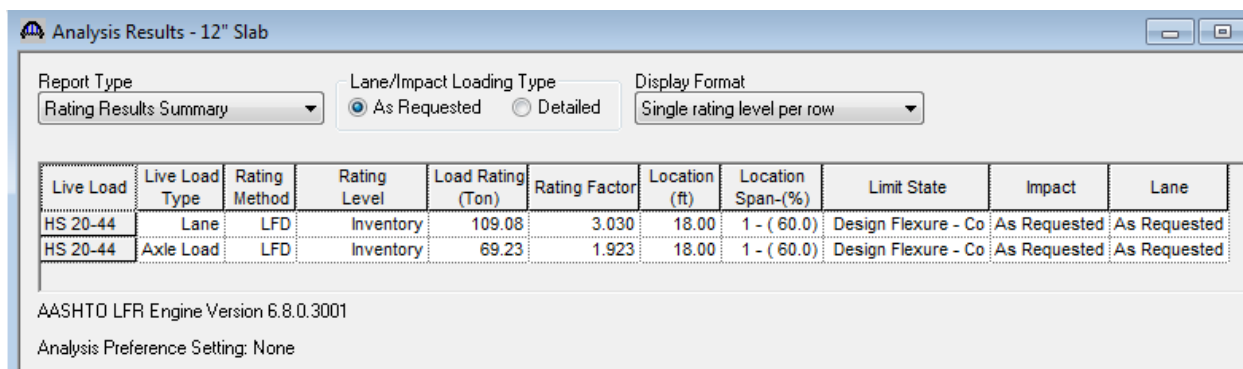 Analysis Results - 12" Slab
Report Type Lane/Impact Loading Type Display Format
Rating Results Summary As Requested Detailed Single rating level per row
Live Load Live Load Type Rating Method Rating Level Load Rating (Ton) Rating Factor Location (ft) Location Span-(%) Limit State Impact Lane
HS 20-44 Lane LFD Inventory 109.08 3.030 18.00 1 - ( 60.0) Design Flexure - Co As Requested As Requested
HS 20-44 Axle Load LFD Inventory 69.23 1.923 18.00 1 - ( 60.0) Design Flexure - Co As Requested As Requested
AASHTO LFR Engine Version 6.8.0.3001
Analysis Preference Setting: None